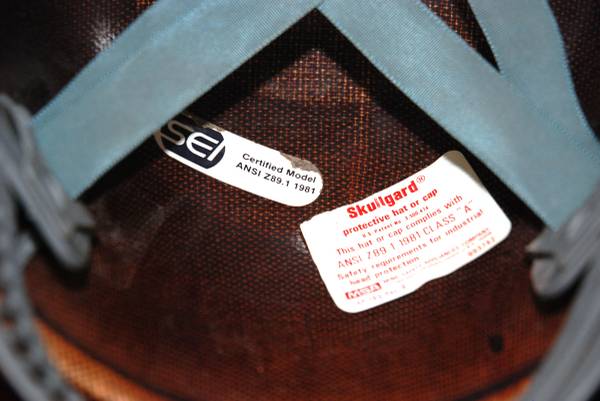 SEI
Certified Model
ANSI Z89.1 1981
Skullgard®
protective hat or cap
This hat or cap complies with
ANSI Z89.1 1981 CLASS "A"
Safety requirements for industrial
head protection
MSA